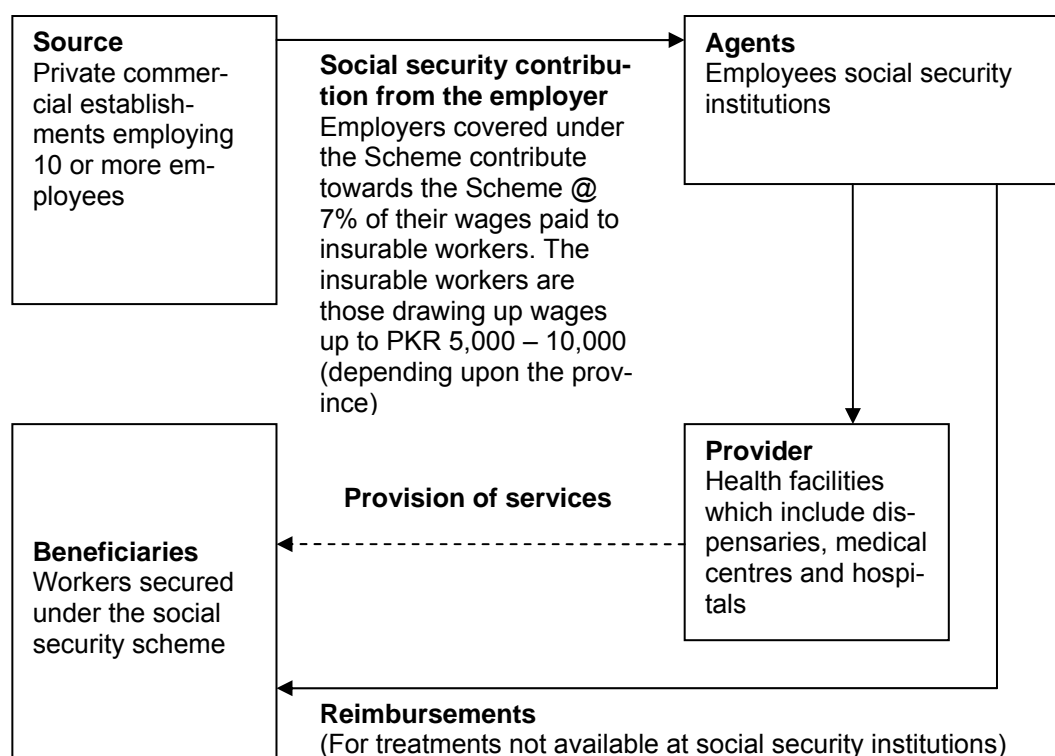 Source
Private commer-
cial establish-
ments employing
10 or more em-
ployees
Social security contribu-
tion from the employer
Employers covered under
the Scheme contribute
towards the Scheme @
7% of their wages paid to
insurable workers. The
insurable workers are
those drawing up wages
up to PKR 5,000 – 10,000
(depending upon the prov-
ince)
Agents
Employees social security
institutions
Provider
Health facilities
which include dis-
pensaries, medical
centres and hospi-
tals
Provision of services
Beneficiaries
Workers secured
under the social
security scheme
Reimbursements
(For treatments not available at social security institutions)